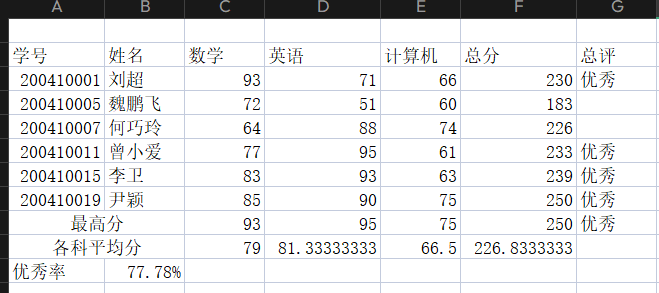 A B C D E F G
学号 姓名 数学 英语 计算机 总分 总评
200410001 刘超 93 71 66 230 优秀
200410005 魏鹏飞 72 51 60 183
200410007 何巧玲 64 88 74 226
200410011 曾小爱 77 95 61 233 优秀
200410015 李卫 83 93 63 239 优秀
200410019 尹颖 85 90 75 250 优秀
最高分 93 95 75 250 优秀
各科平均分 79 81.33333333 66.5 226.8333333
优秀率 77.78%